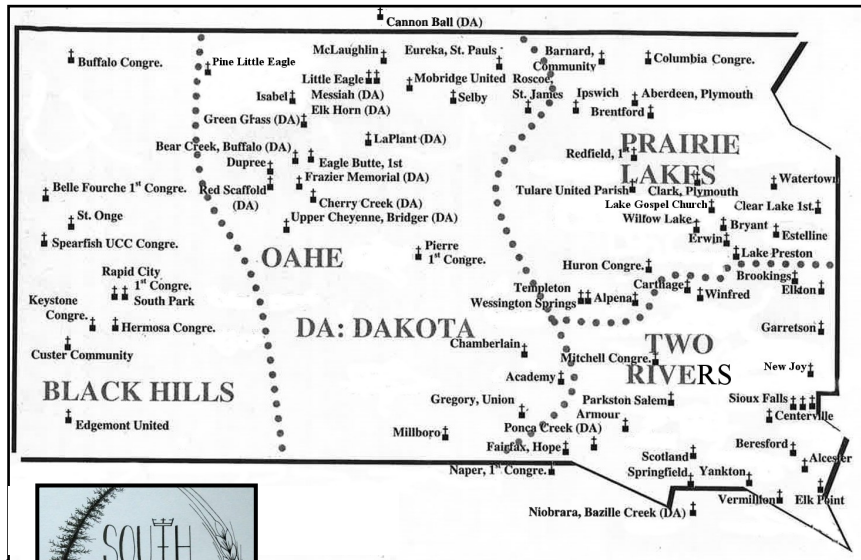 Cannon Ball (DA)
Buffalo Congre.
Pine Little Eagle
McLaughlin
Eureka, St. Pauls
Barnard,
Community
Columbia Congre.
Little Eagle
Messiah (DA)
Elk Horn (DA)
Mobridge United
Isabel
Selby
Roscoe,
St. James
Ipswich
Aberdeen, Plymouth
Brentford
Green Grass (DA)
LaPlant (DA)
Bear Creek, Buffalo (DA)
Dupree
Eagle Butte, 1st
Frazier Memorial (DA)
Red Scaffold
(DA)
Cherry Creek (DA)
Upper Cheyenne, Bridger (DA)
Belle Fourche 1st Congre.
St. Onge
Spearfish UCC Congre.
OAHE
Pierre
1st Congre.
PRAIRIE
LAKES
Redfield, 1st
Tulare United Parish
Clark, Plymouth
Watertown
Lake Gospel Church
Clear Lake 1st.
Willow Lake
Bryant
Erwin
Estelline
Lake Preston
Huron Congre.
Brookings
Elkton
Carthage
Winfred
Templeton
Wessington Springs
Alpena
Rapid City
1st Congre.
South Park
Keystone
Congre.
Hermosa Congre.
Custer Community
DA: DAKOTA
Chamberlain
Garretson
TWO
RIVERS
Mitchell Congre.
New Joy
Academy
BLACK HILLS
Edgemont United
Gregory, Union
Parkston Salem
Armour
Sioux Falls
Centerville
Ponca Creek (DA)
Millboro
Fairfax, Hope
Naper, 1st Congre.
Scotland
Springfield
Yankton
Beresford
Alcester
Vermillion
Elk Point
Niobrara, Bazille Creek (DA)
SOUTH